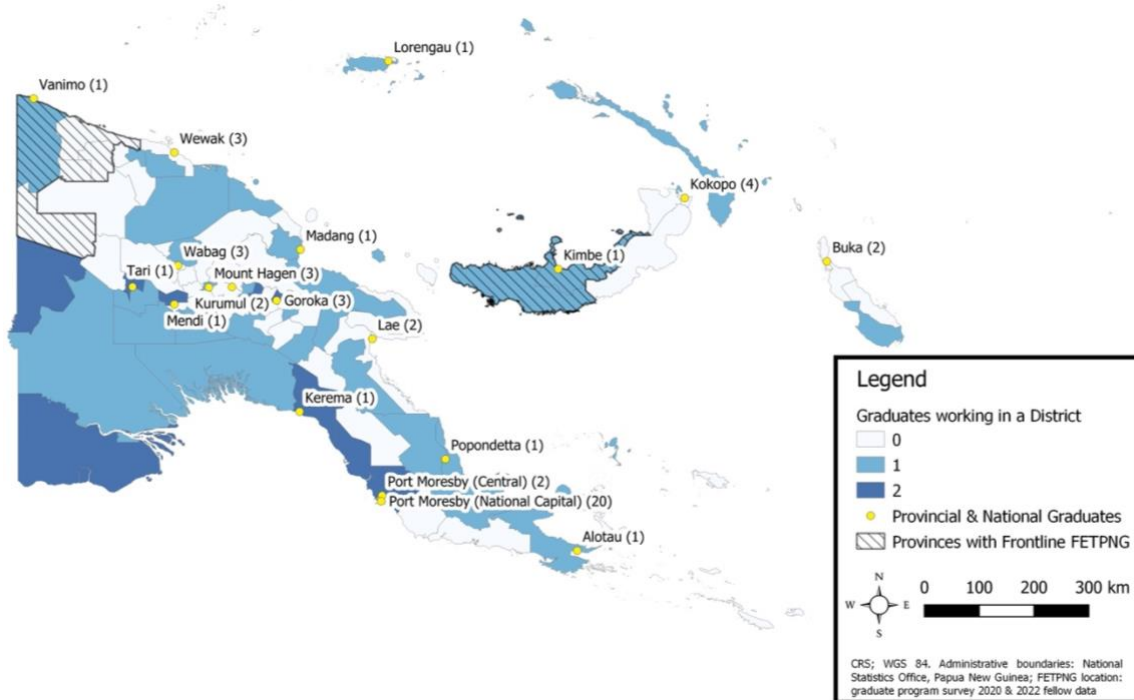 Lorengau (1)
Vanimo (1)
Wewak (3)
Kokopo (4)
Madang (1)
Wabag (3)
Kimbe (1)
Buka (2)
Tari (1)
Mount Hagen (3)
Kurumul (2)
Goroka (3)
Mendi (1)
Lae (2)
Kerema (1)
Popondetta (1)
Port Moresby (Central) (2)
Port Moresby (National Capital) (20)
Alotau (1)
Legend
Graduates working in a District
0
1
2
Provincial & National Graduates
Provinces with Frontline FETPNG
N
W E
S
0 100 200 300 km
CRS; WGS 84. Administrative boundaries: National
Statistics Office, Papua New Guinea; FETPNG location:
graduate program survey 2020 & 2022 fellow data